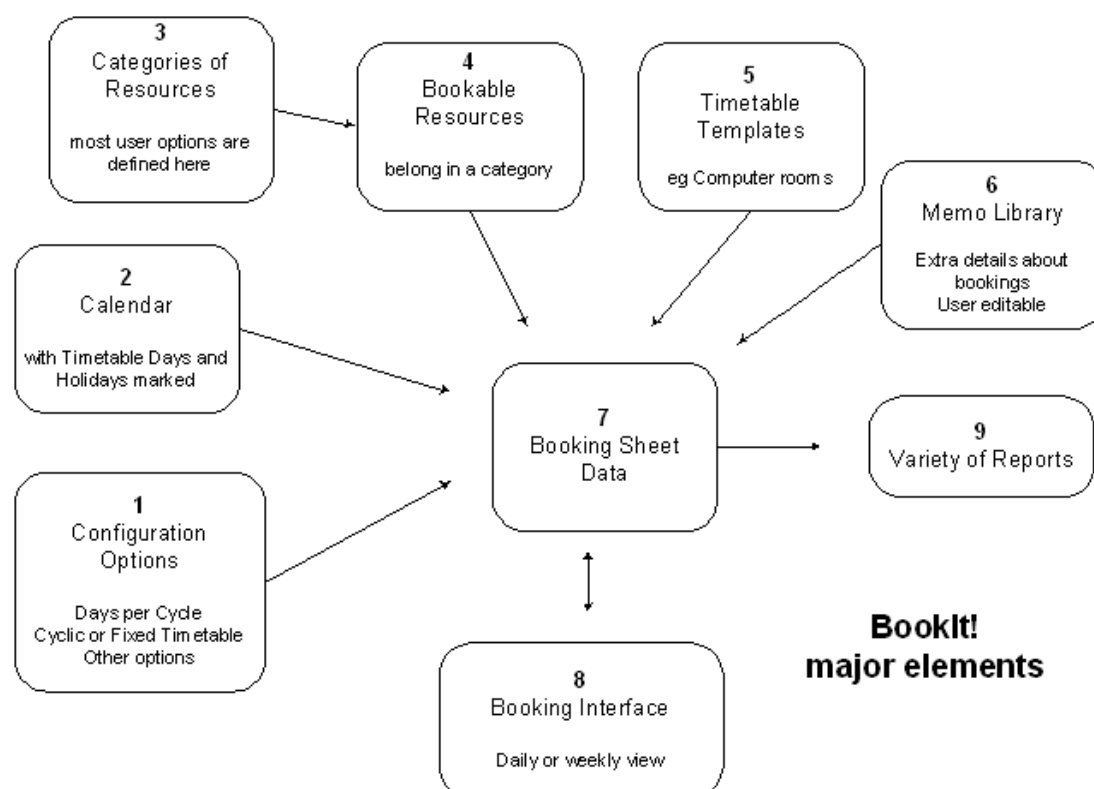 3
Categories of
Resources
most user options are
defined here
4
Bookable
Resources
belong in a category
5
Timetable
Templates
eg Computer rooms
6
Memo Library
Extra details about
bookings
User editable
2
Calendar
with Timetable Days and
Holidays marked
7
Booking Sheet
Data
9
Variety of Reports
1
Configuration
Options
Days per Cycle
Cyclic or Fixed Timetable
Other options
8
Booking Interface
Daily or weekly view
BookIt!
major elements